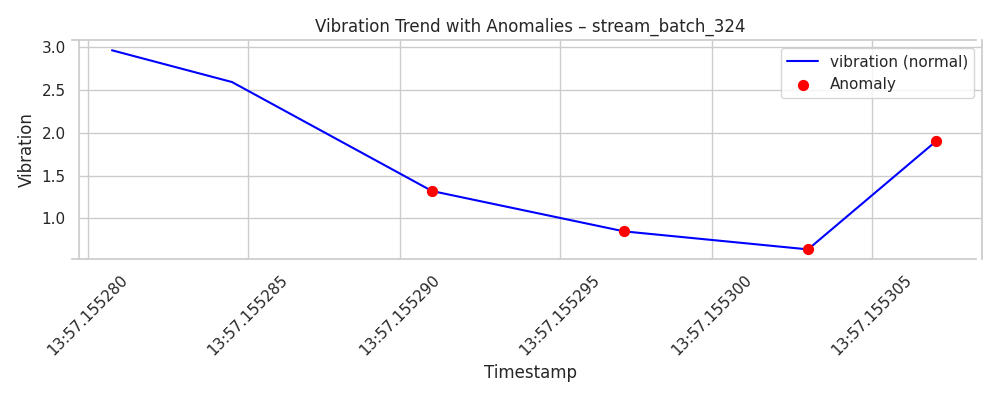 Vibration Trend with Anomalies – stream_batch_324
vibration (normal)
Anomaly
Vibration
3.0
2.5
2.0
1.5
1.0
13:57.155280
13:57.155285
13:57.155290
13:57.155295
13:57.155300
13:57.155305
Timestamp